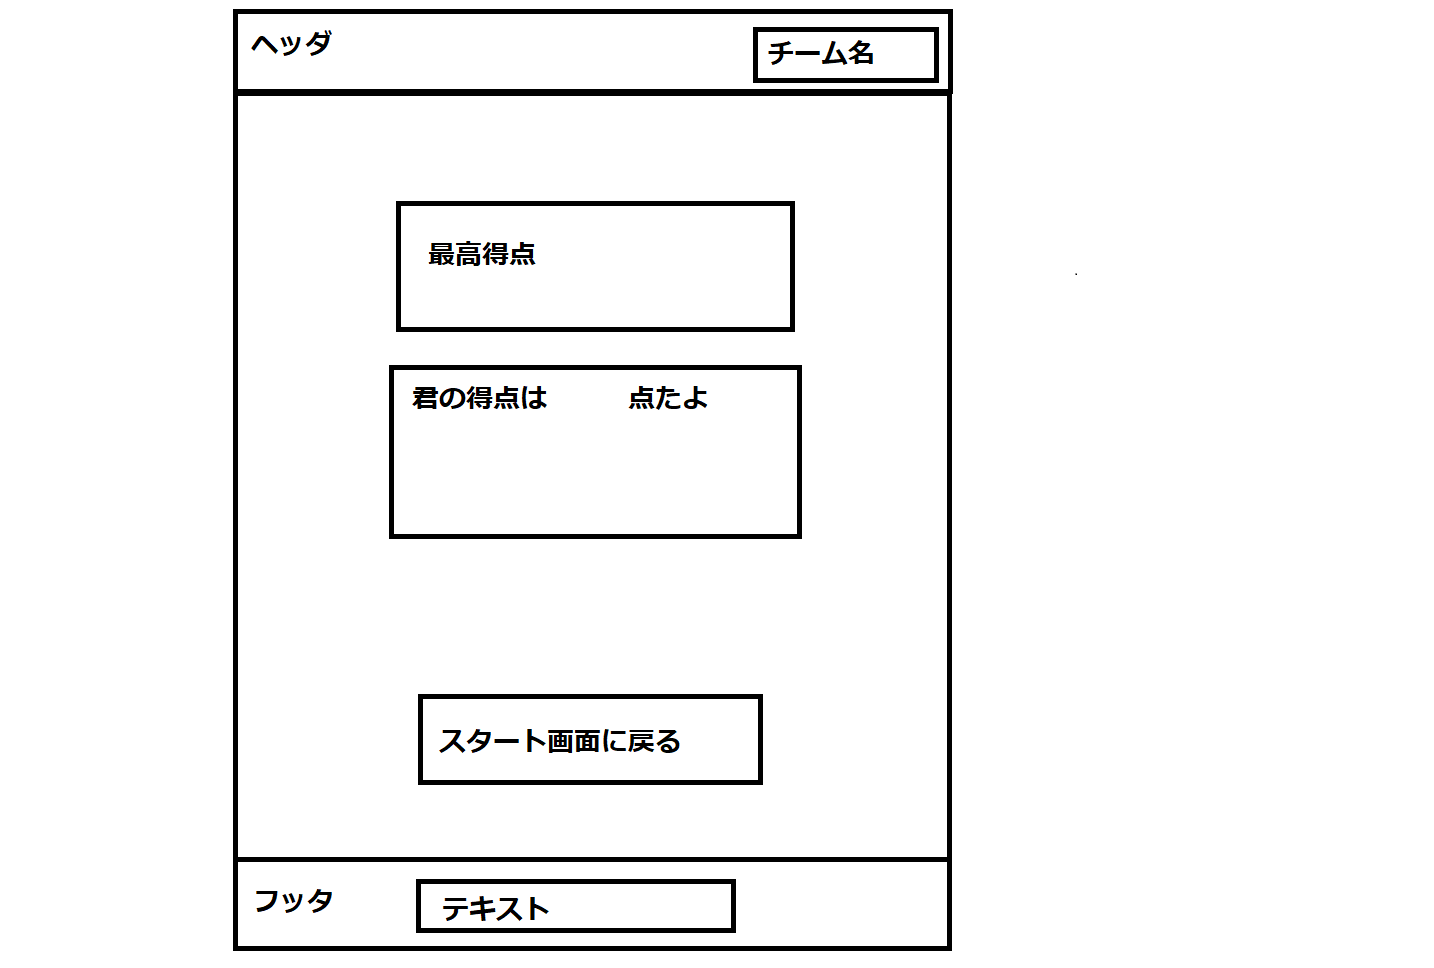 ヘッダ
チーム名
最高得点
君の得点は　　　点たよ
スタート画面に戻る
フッタ
テキスト